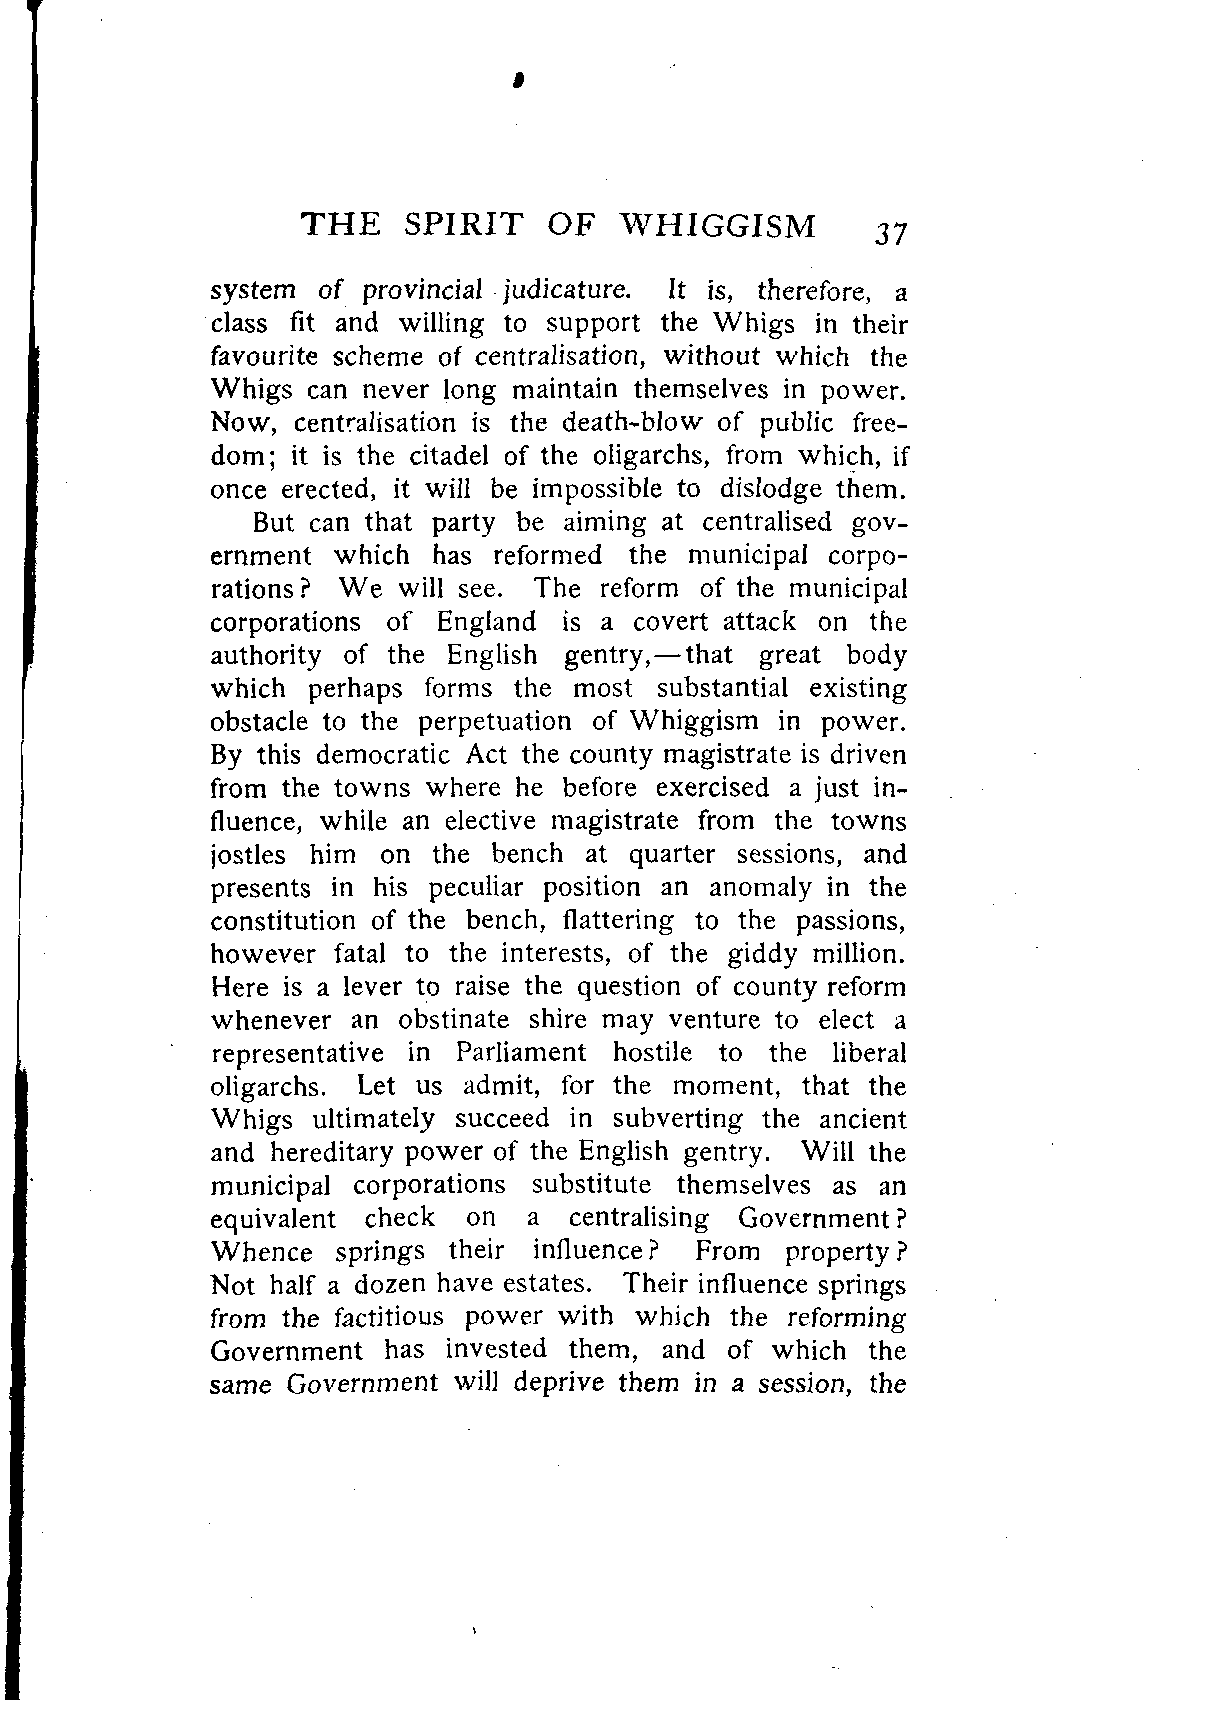 THE SPIRIT OF WHIGGISM 37
system of provincial judicature. It is, therefore, a
class fit and willing to support the Whigs in their
favourite scheme of centralisation, without which the
Whigs can never long maintain themselves in power.
Now, centralisation is the death-blow of public free-
dom; it is the citadel of the oligarchs, from which, if
once erected, it will be impossible to dislodge them.
But can that party be aiming at centralised gov-
ernment which has reformed the municipal corpo-
rations? We will see. The reform of the municipal
corporations of England is a covert attack on the
authority of the English gentry,—that great body
which perhaps forms the most substantial existing
obstacle to the perpetuation of Whiggism in power.
By this democratic Act the county magistrate is driven
from the towns where he before exercised a just in-
fluence, while an elective magistrate from the towns
jostles him on the bench at quarter sessions, and
presents in his peculiar position an anomaly in the
constitution of the bench, flattering to the passions,
however fatal to the interests, of the giddy million.
Here is a lever to raise the question of county reform
whenever an obstinate shire may venture to elect a
representative in Parliament hostile to the liberal
oligarchs. Let us admit, for the moment, that the
Whigs ultimately succeed in subverting the ancient
and hereditary power of the English gentry. Will the
municipal corporations substitute themselves as an
equivalent check on a centralising Government?
Whence springs their influence? From property?
Not half a dozen have estates. Their influence springs
from the factitious power with which the reforming
Government has invested them, and of which the
same Government will deprive them in a session, the